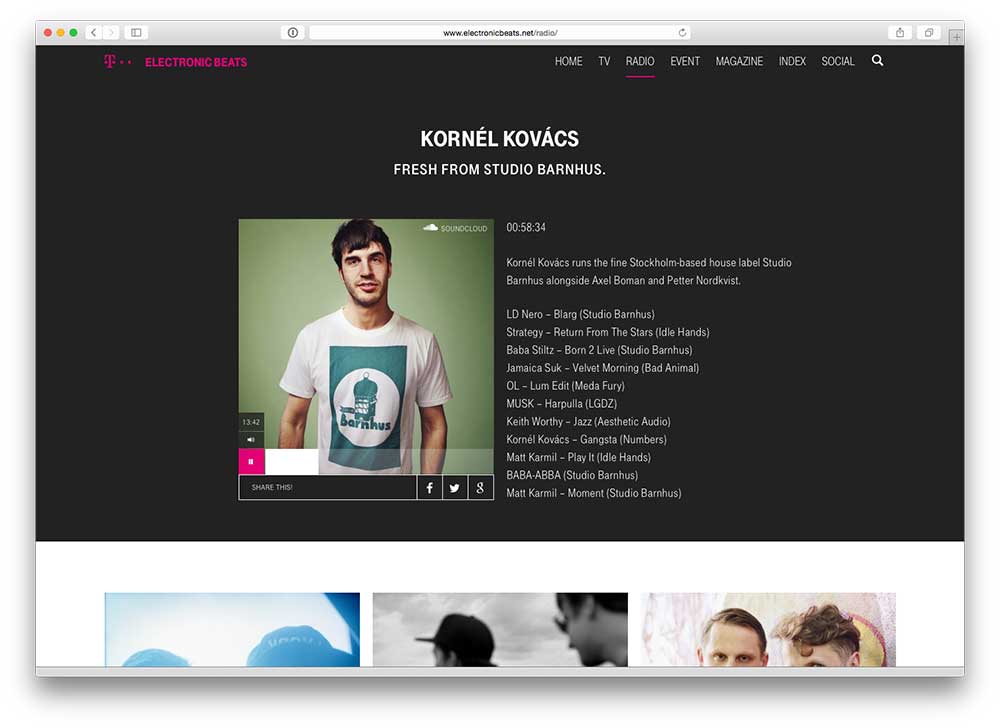 www.electronicbeats.net/radio/
T ELECTRONIC BEATS HOME TV RADIO EVENT MAGAZINE INDEX SOCIAL
KORNÉL KOVÁCS
FRESH FROM STUDIO BARNHUS.
SOUNDCLOUD
barnhus
13:42
SHARE THIS!
00:58:34
Kornél Kovács runs the fine Stockholm-based house label Studio
Barnhus alongside Axel Boman and Petter Nordkvist.
LD Nero – Blarg (Studio Barnhus)
Strategy – Return From The Stars (Idle Hands)
Baba Stiltz – Born 2 Live (Studio Barnhus)
Jamaica Suk – Velvet Morning (Bad Animal)
OL – Lum Edit (Meda Fury)
MUSK – Harpulla (LGDZ)
Keith Worthy – Jazz (Aesthetic Audio)
Kornél Kovács – Gangsta (Numbers)
Matt Karmil – Play It (Idle Hands)
BABA-ABBA (Studio Barnhus)
Matt Karmil – Moment (Studio Barnhus)